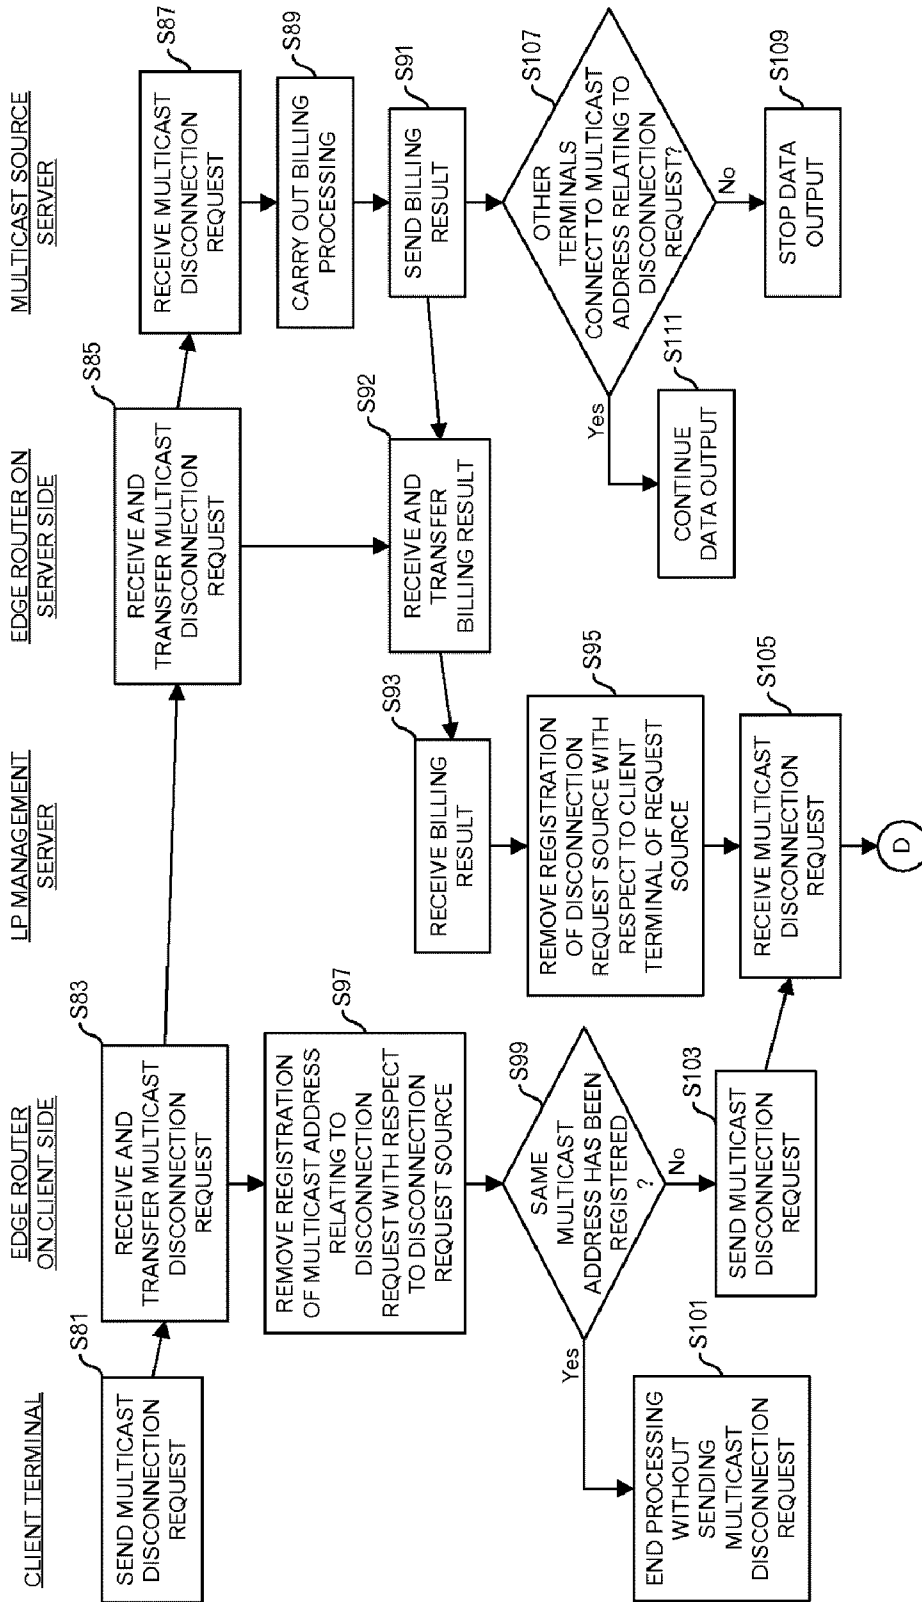 CLIENT TERMINAL
EDGE ROUTER
ON CLIENT SIDE
LP MANAGEMENT
SERVER
EDGE ROUTER ON
SERVER SIDE
MULTICAST SOURCE
SERVER
S81
SEND MULTICAST
DISCONNECTION
REQUEST
S83
RECEIVE AND
TRANSFER MULTICAST
DISCONNECTION
REQUEST
S85
RECEIVE AND
TRANSFER MULTICAST
DISCONNECTION
REQUEST
S87
RECEIVE MULTICAST
DISCONNECTION
REQUEST
S89
CARRY OUT BILLING
PROCESSING
S91
SEND BILLING
RESULT
S92
RECEIVE AND
TRANSFER
BILLING RESULT
S93
RECEIVE BILLING
RESULT
S95
REMOVE REGISTRATION
OF DISCONNECTION
REQUEST SOURCE WITH
RESPECT TO CLIENT
TERMINAL OF REQUEST
SOURCE
S97
REMOVE REGISTRATION
OF MULTICAST ADDRESS
RELATING TO
DISCONNECTION
REQUEST WITH RESPECT
TO DISCONNECTION
REQUEST SOURCE
S99
SAME
MULTICAST
ADDRESS HAS BEEN
REGISTERED
?
Yes
No
S101
END PROCESSING
WITHOUT
SENDING
MULTICAST
DISCONNECTION
REQUEST
S103
SEND MULTICAST
DISCONNECTION
REQUEST
S105
RECEIVE MULTICAST
DISCONNECTION
REQUEST
D
S107
OTHER
TERMINALS
CONNECT TO MULTICAST
ADDRESS RELATING TO
DISCONNECTION
REQUEST?
Yes
No
S111
CONTINUE
DATA OUTPUT
S109
STOP DATA
OUTPUT